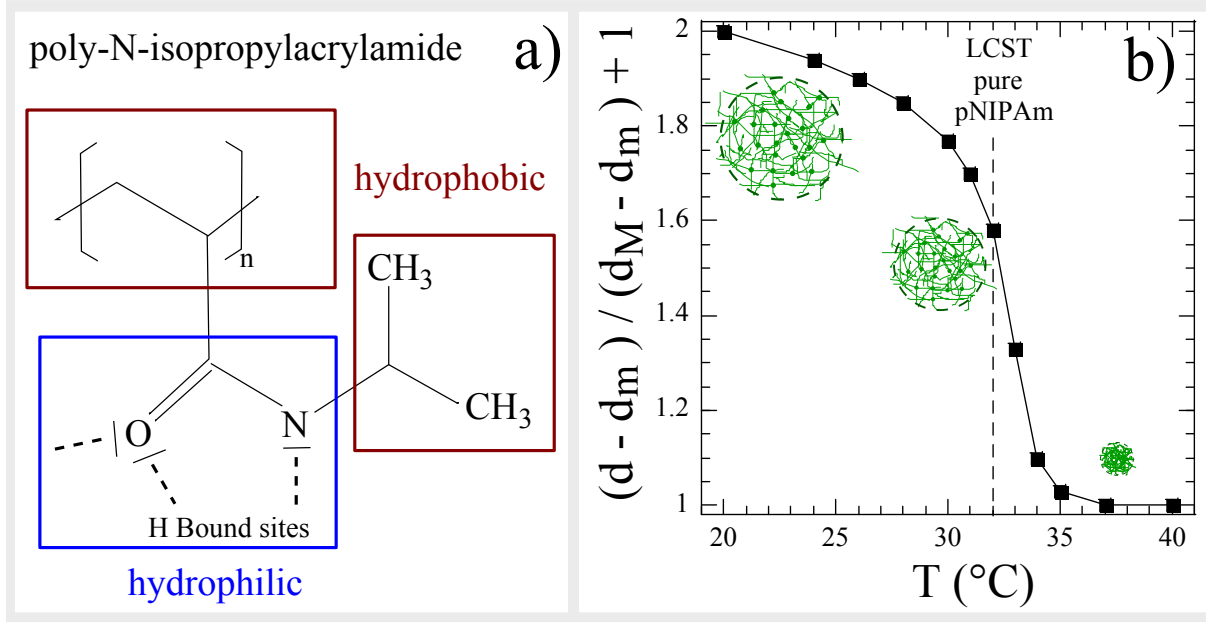 poly-N-isopropylacrylamide
a)
hydrophobic
n
CH3
CH3
O
N
H Bound sites
hydrophilic
b)
LCST
pure
pNIPAm
(d - dm) / (dM - dm) + 1
2
1.8
1.6
1.4
1.2
1
20
25
30
35
40
T (°C)